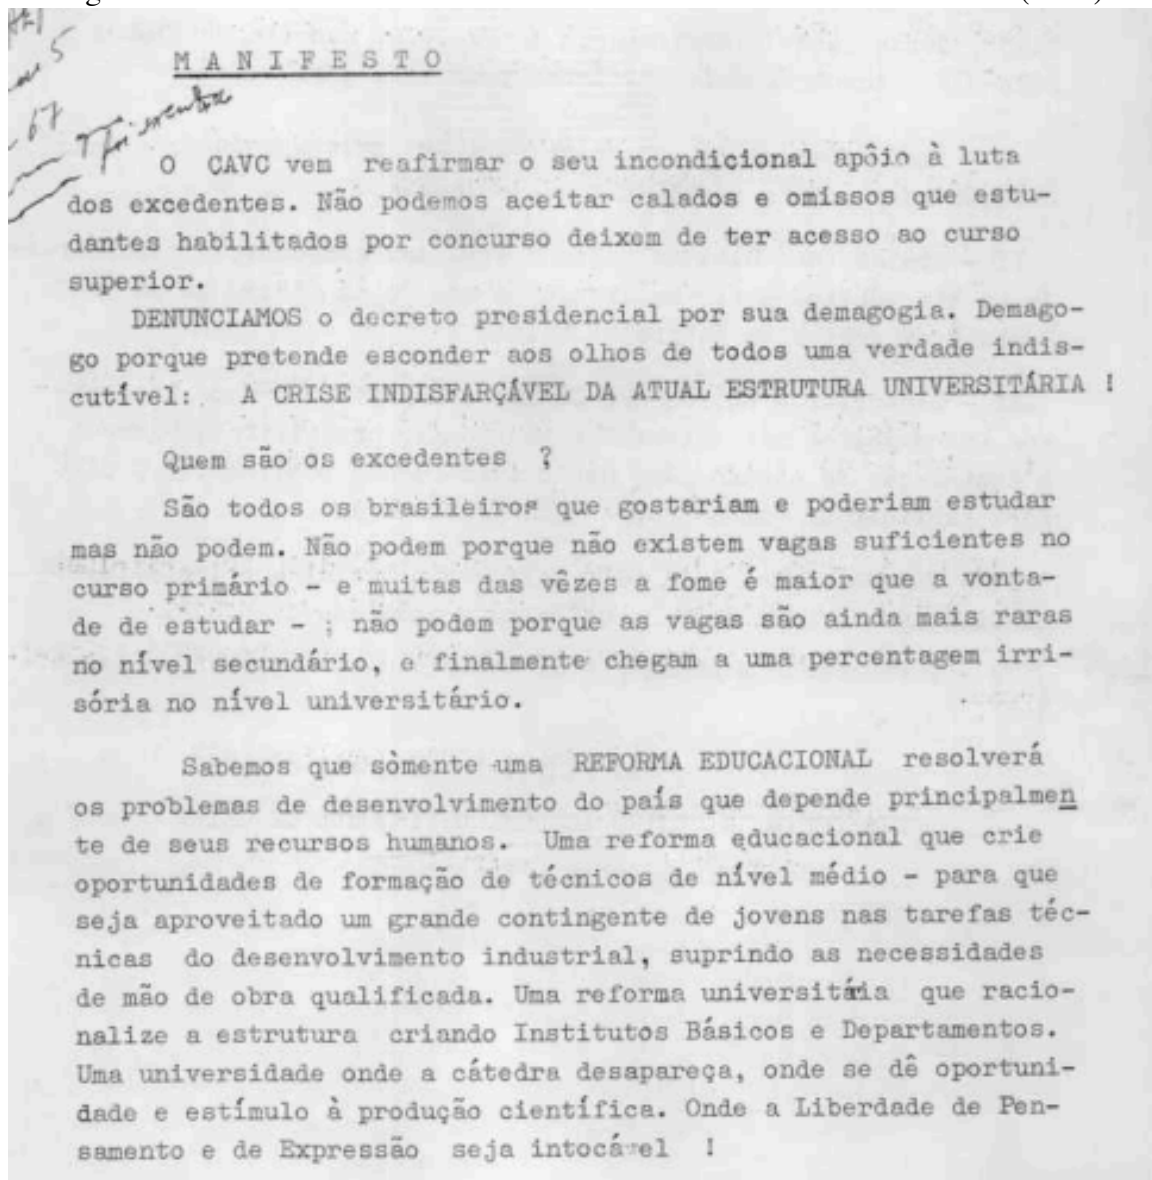 M A N I F E S T O
5
67
O CAVC vem reafirmar o seu incondicional apôio à luta
dos excedentes. Não podemos aceitar calados e omissos que estu-
dantes habilitados por concurso deixem de ter acesso ao curso
superior.
DENUNCIAMOS o decreto presidencial por sua demagogia. Demago-
go porque pretende esconder aos olhos de todos uma verdade indis-
cutível: A CRISE INDISFARÇÁVEL DA ATUAL ESTRUTURA UNIVERSITÁRIA !
Quem são os excedentes ?
São todos os brasileiros que gostariam e poderiam estudar
mas não podem. Não podem porque não existem vagas suficientes no
curso primário - e muitas das vêzes a fome é maior que a vonta-
de de estudar - ; não podem porque as vagas são ainda mais raras
no nível secundário, e finalmente chegam a uma percentagem irri-
sória no nível universitário.
Sabemos que sòmente uma REFORMA EDUCACIONAL resolverá
os problemas de desenvolvimento do país que depende principalmen
te de seus recursos humanos. Uma reforma educacional que crie
oportunidades de formação de técnicos de nível médio - para que
seja aproveitado um grande contingente de jovens nas tarefas téc-
nicas do desenvolvimento industrial, suprindo as necessidades
de mão de obra qualificada. Uma reforma universitária que racio-
nalize a estrutura criando Institutos Básicos e Departamentos.
Uma universidade onde a cátedra desapareça, onde se dê oportuni-
dade e estímulo à produção científica. Onde a Liberdade de Pen-
samento e de Expressão seja intocável !